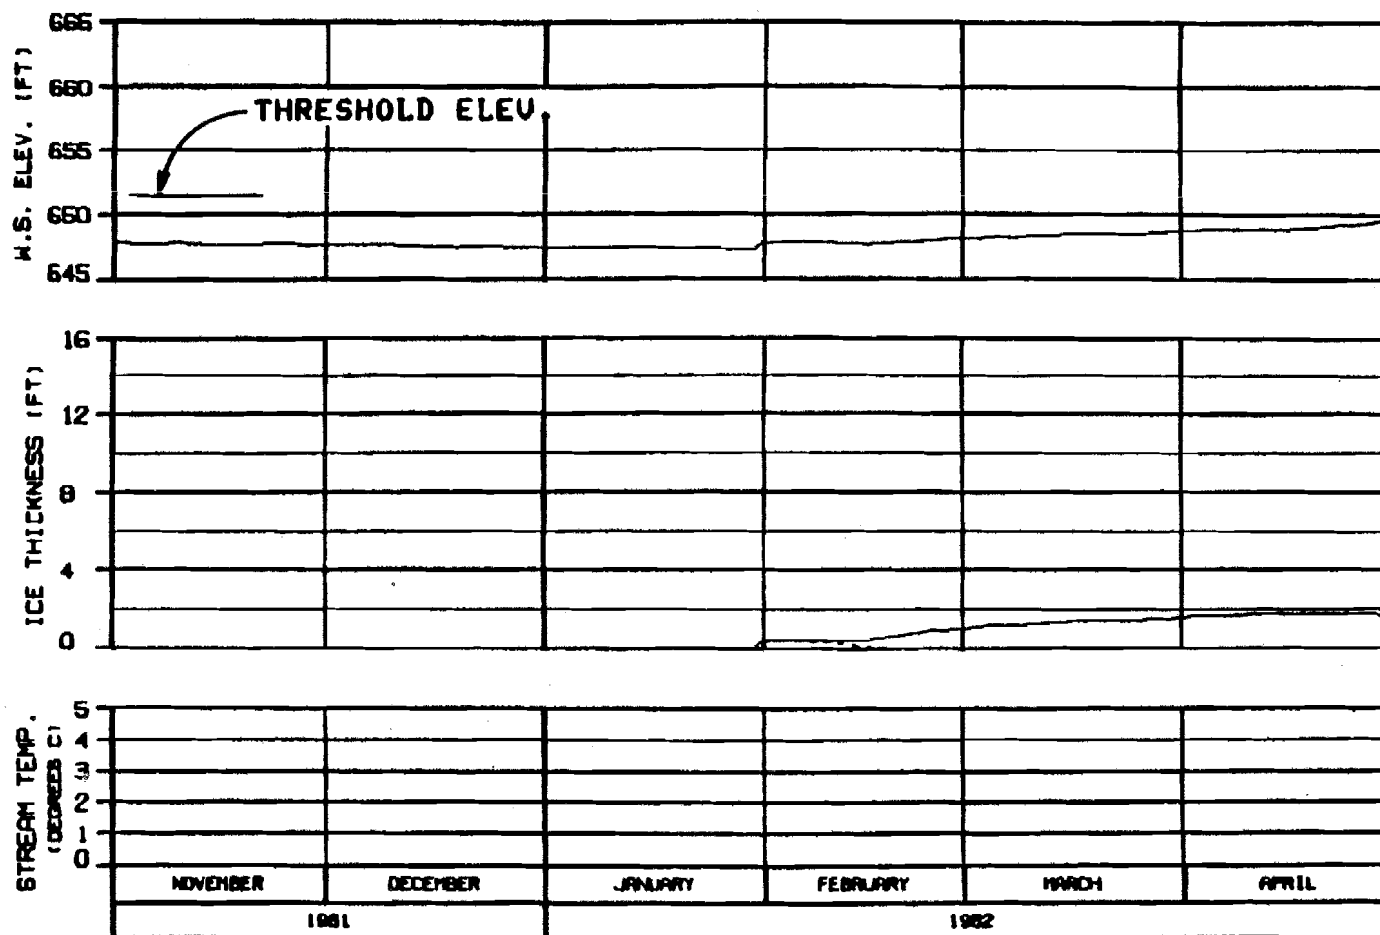 665
660
THRESHOLD ELEV.
655
650
645
W.S. ELEV. (FT)
16
12
8
4
0
ICE THICKNESS (FT)
5
4
3
2
1
0
STREAM TEMP.
(DEGREES C)
NOVEMBER DECEMBER JANUARY FEBRUARY MARCH APRIL
1981 1982